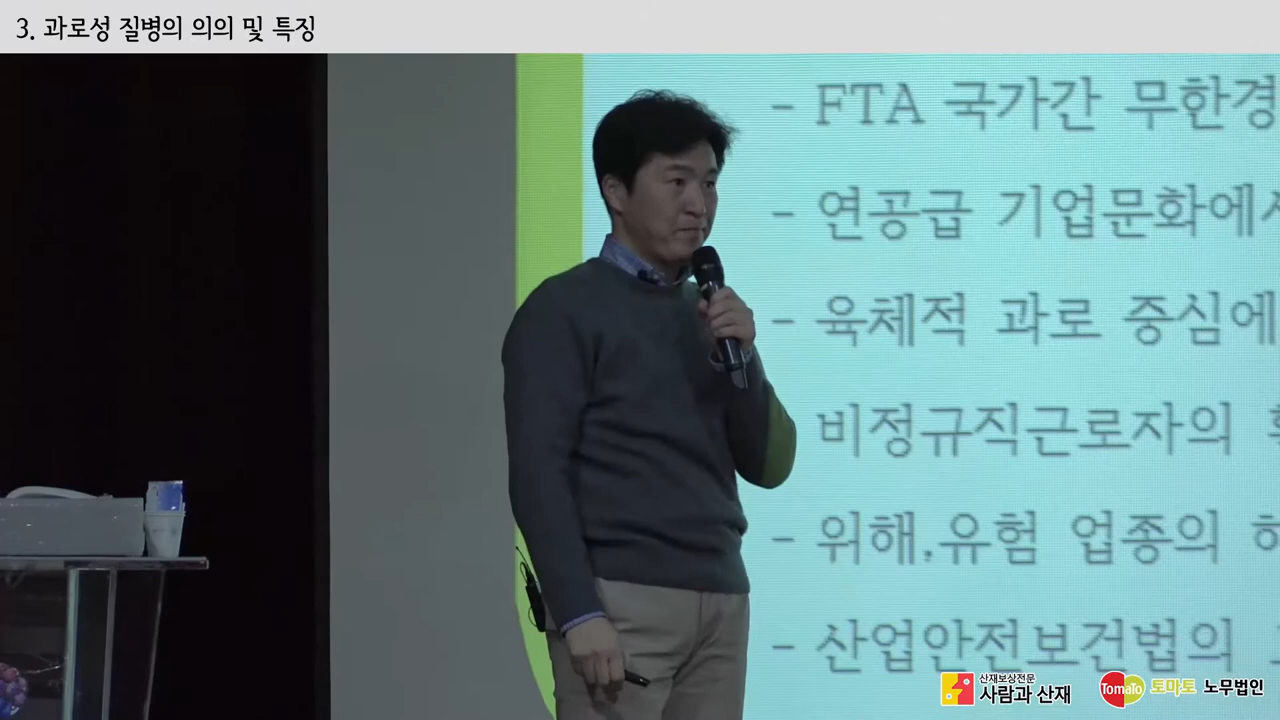 3. 과로성 질병의 의의 및 특징
- FTA 국가간 무한경
- 연공급 기업문화에서
- 육체적 과로 중심에
비정규직근로자의
- 위해,유험 업종의
- 산업안전보건법의
산재보상전문
사람과 산재
TomaTo 토마토 노무법인